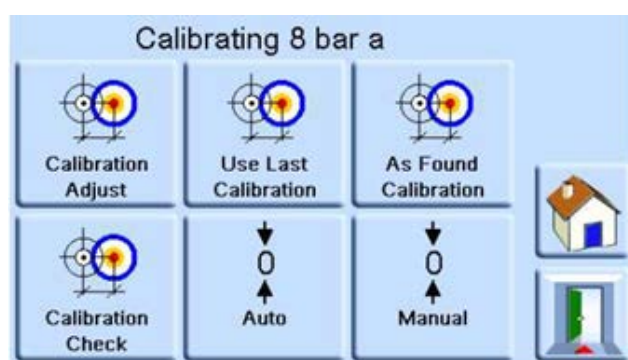 Calibrating 8 bar a
Calibration
Adjust
Use Last
Calibration
As Found
Calibration
Calibration
Check
0
Auto
0
Manual